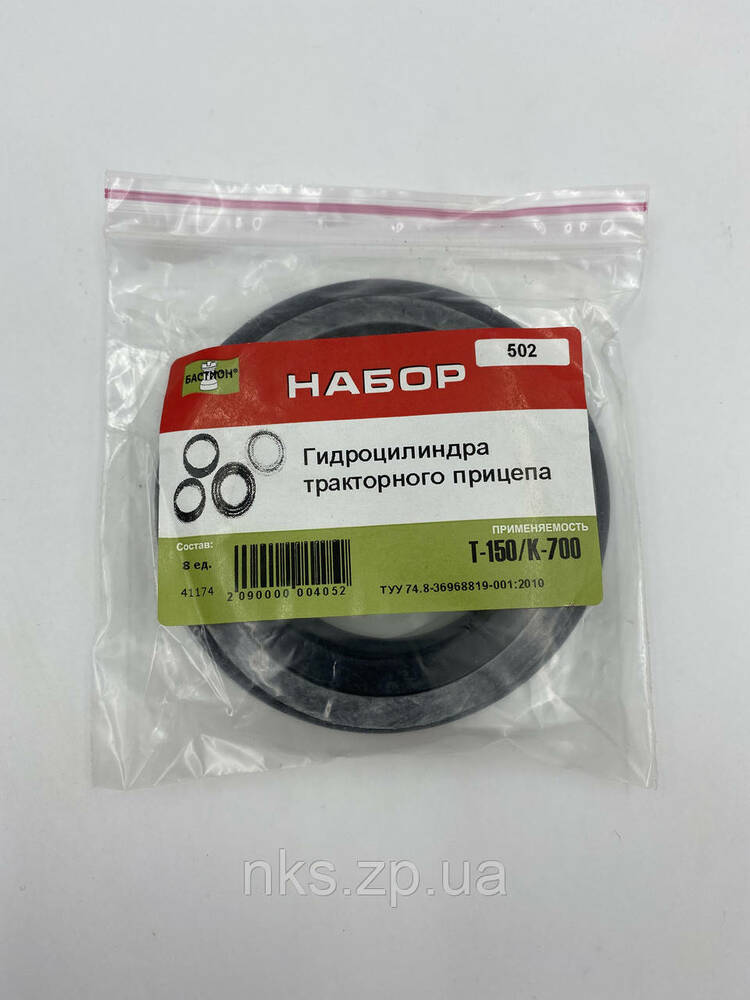 502
БАСТИОН®
НАБОР
Гидроцилиндра
тракторного прицепа
ПРИМЕНЯЕМОСТЬ
Состав:
Т-150/К-700
8 ед.
41174
2 090000 004052
ТУУ 74.8-36968819-001:2010
nks.zp.ua